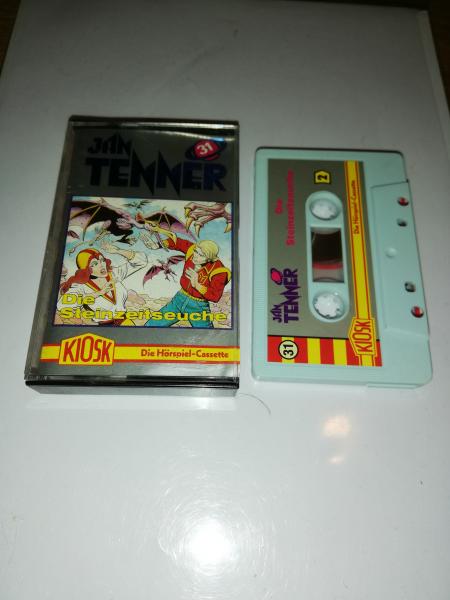 JAN
TENNER
31
Die
Steinzeitseuche
KIOSK
Die Hörspiel-Cassette
31
JAN
TENNER
Die
Steinzeitseuche
2
KIOSK
Die Hörspiel-Cassette